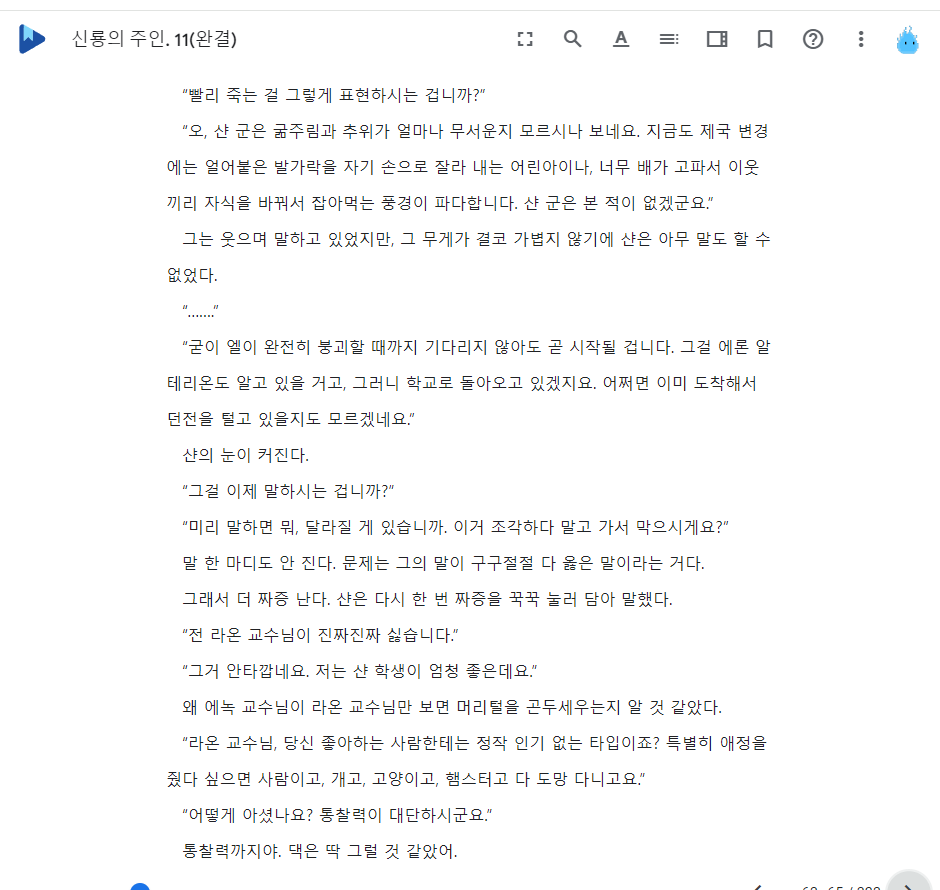 신룡의 주인. 11(완결)
“빨리 죽는 걸 그렇게 표현하시는 겁니까?”
“오, 샨 군은 굶주림과 추위가 얼마나 무서운지 모르시나 보네요. 지금도 제국 변경
에는 얼어붙은 발가락을 자기 손으로 잘라 내는 어린아이나, 너무 배가 고파서 이웃
끼리 자식을 바꿔서 잡아먹는 풍경이 파다합니다. 샨 군은 본 적이 없겠군요.”
그는 웃으며 말하고 있었지만, 그 무게가 결코 가볍지 않기에 샨은 아무 말도 할 수
없었다.
“…….”
“굳이 엘이 완전히 붕괴할 때까지 기다리지 않아도 곧 시작될 겁니다. 그걸 에론 알
테리온도 알고 있을 거고, 그러니 학교로 돌아오고 있겠지요. 어쩌면 이미 도착해서
던전을 털고 있을지도 모르겠네요.”
샨의 눈이 커진다.
“그걸 이제 말하시는 겁니까?”
“미리 말하면 뭐, 달라질 게 있습니까. 이거 조각하다 말고 가서 막으시게요?”
말 한 마디도 안 진다. 문제는 그의 말이 구구절절 다 옳은 말이라는 거다.
그래서 더 짜증 난다. 샨은 다시 한 번 짜증을 꾹꾹 눌러 담아 말했다.
“전 라온 교수님이 진짜진짜 싫습니다.”
“그거 안타깝네요. 저는 샨 학생이 엄청 좋은데요.”
왜 에녹 교수님이 라온 교수님만 보면 머리털을 곤두세우는지 알 것 같았다.
“라온 교수님, 당신 좋아하는 사람한테는 정작 인기 없는 타입이죠? 특별히 애정을
줬다 싶으면 사람이고, 개고, 고양이고, 햄스터고 다 도망 다니고요.”
“어떻게 아셨나요? 통찰력이 대단하시군요.”
통찰력까지야. 댁은 딱 그럴 것 같았어.